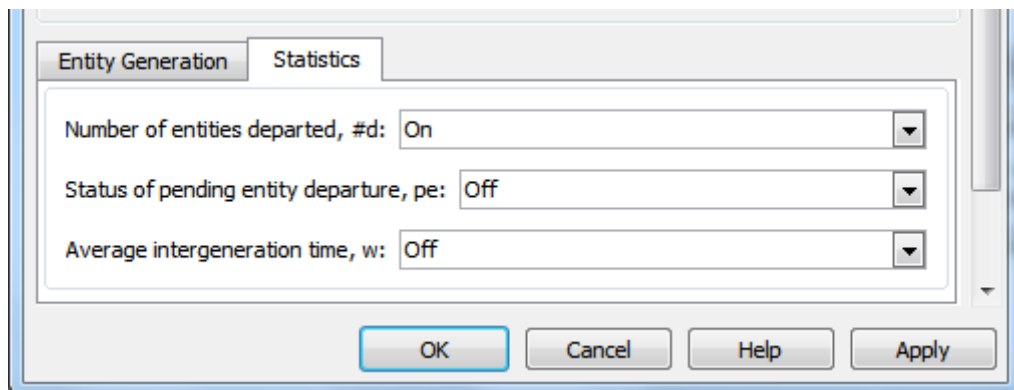 Entity Generation Statistics
Number of entities departed, #d: On
Status of pending entity departure, pe: Off
Average intergeneration time, w: Off
OK Cancel Help Apply